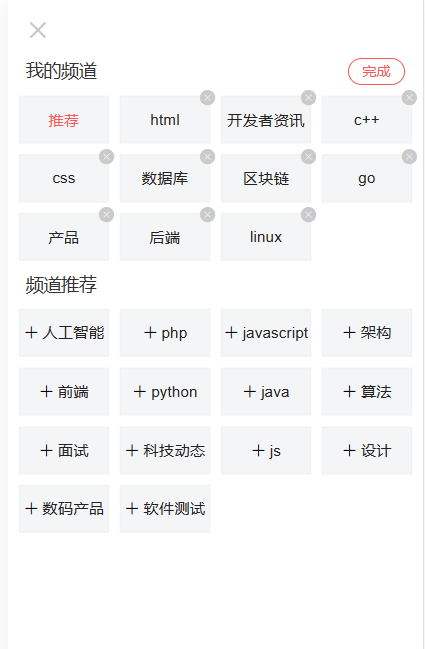 我的频道 完成
推荐 html 开发者资讯 c++
css 数据库 区块链 go
产品 后端 linux
频道推荐
+ 人工智能 + php + javascript + 架构
+ 前端 + python + java + 算法
+ 面试 + 科技动态 + js + 设计
+ 数码产品 + 软件测试